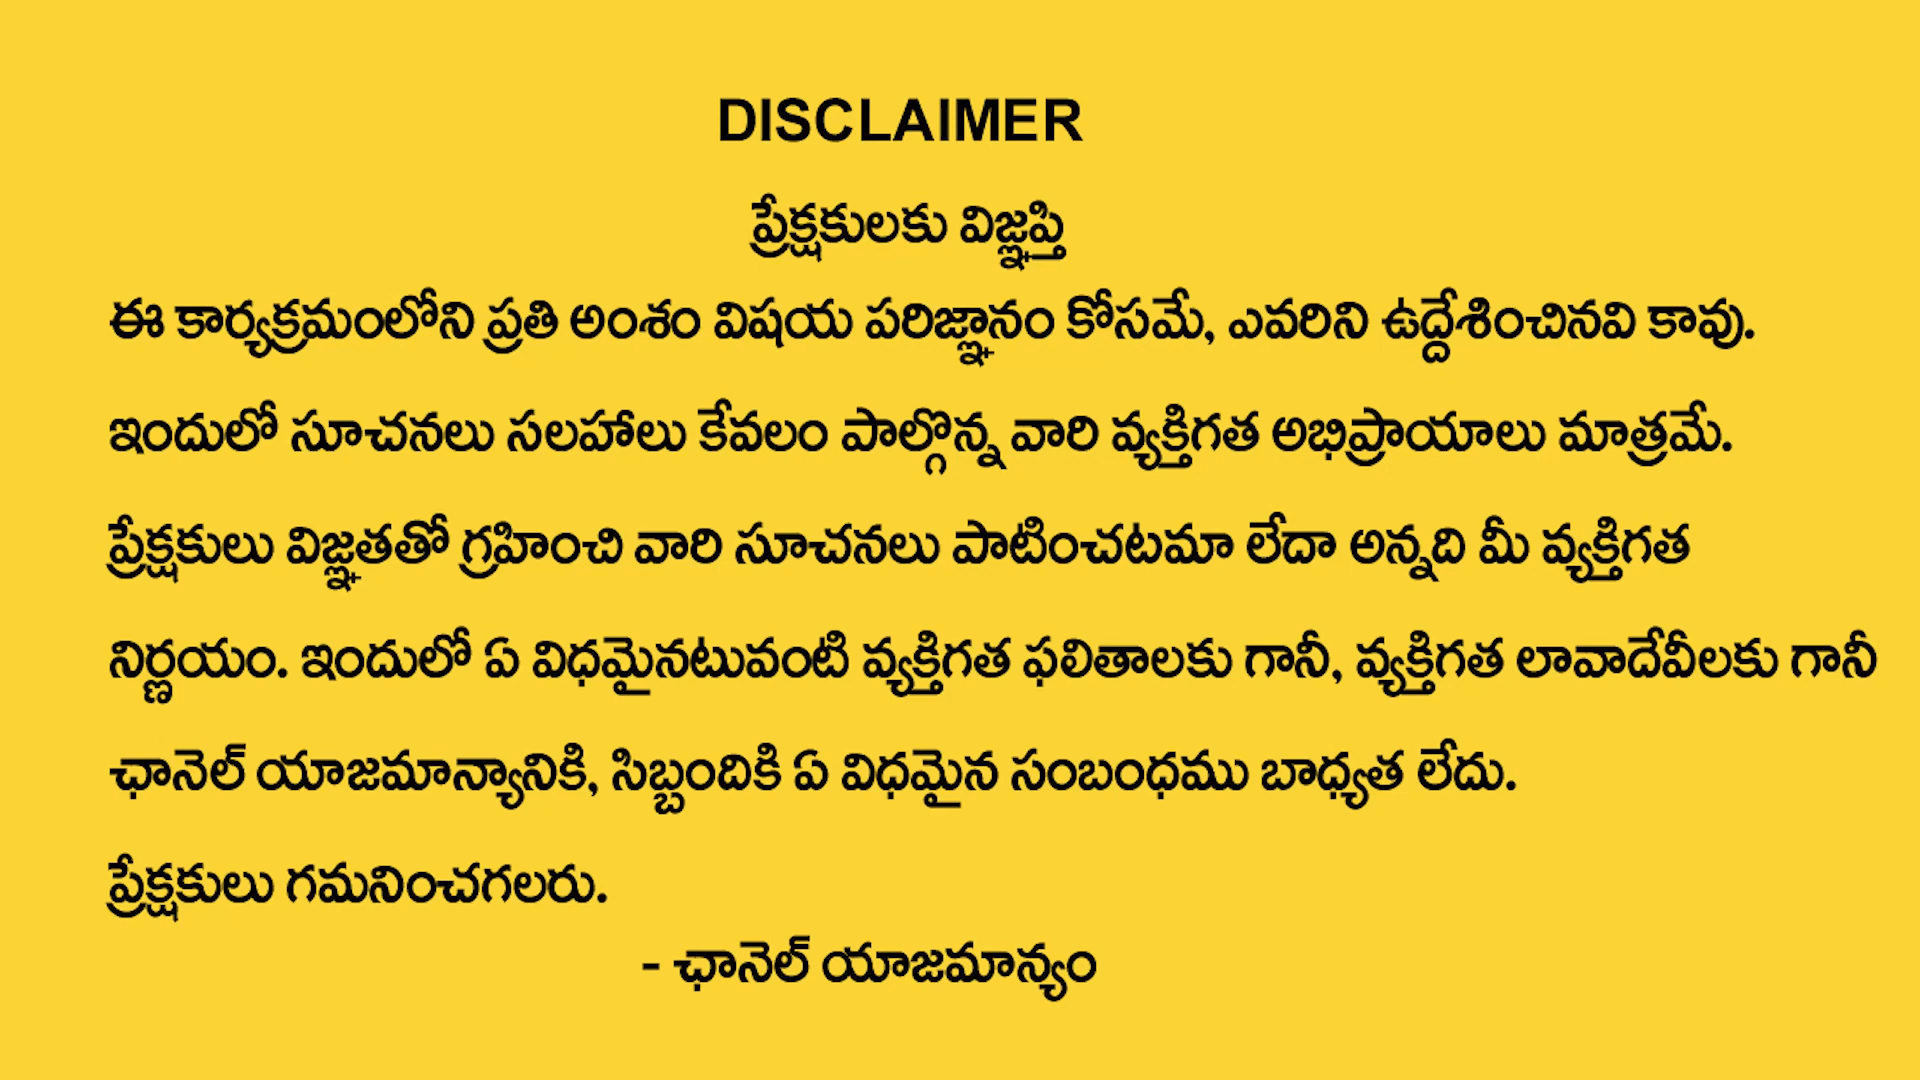 DISCLAIMER
ప్రేక్షకులకు విజ్ఞప్తి
ఈ కార్యక్రమంలోని ప్రతి అంశం విషయ పరిజ్ఞానం కోసమే, ఎవరిని ఉద్దేశించినవి కావు.
ఇందులో సూచనలు సలహాలు కేవలం పాల్గొన్న వారి వ్యక్తిగత అభిప్రాయాలు మాత్రమే.
ప్రేక్షకులు విజ్ఞతతో గ్రహించి వారి సూచనలు పాటించటమా లేదా అన్నది మీ వ్యక్తిగత
నిర్ణయం. ఇందులో ఏ విధమైనటువంటి వ్యక్తిగత ఫలితాలకు గానీ, వ్యక్తిగత లావాదేవీలకు గానీ
ఛానెల్ యాజమాన్యానికి, సిబ్బందికి ఏ విధమైన సంబంధము బాధ్యత లేదు.
ప్రేక్షకులు గమనించగలరు.
- ఛానెల్ యాజమాన్యం